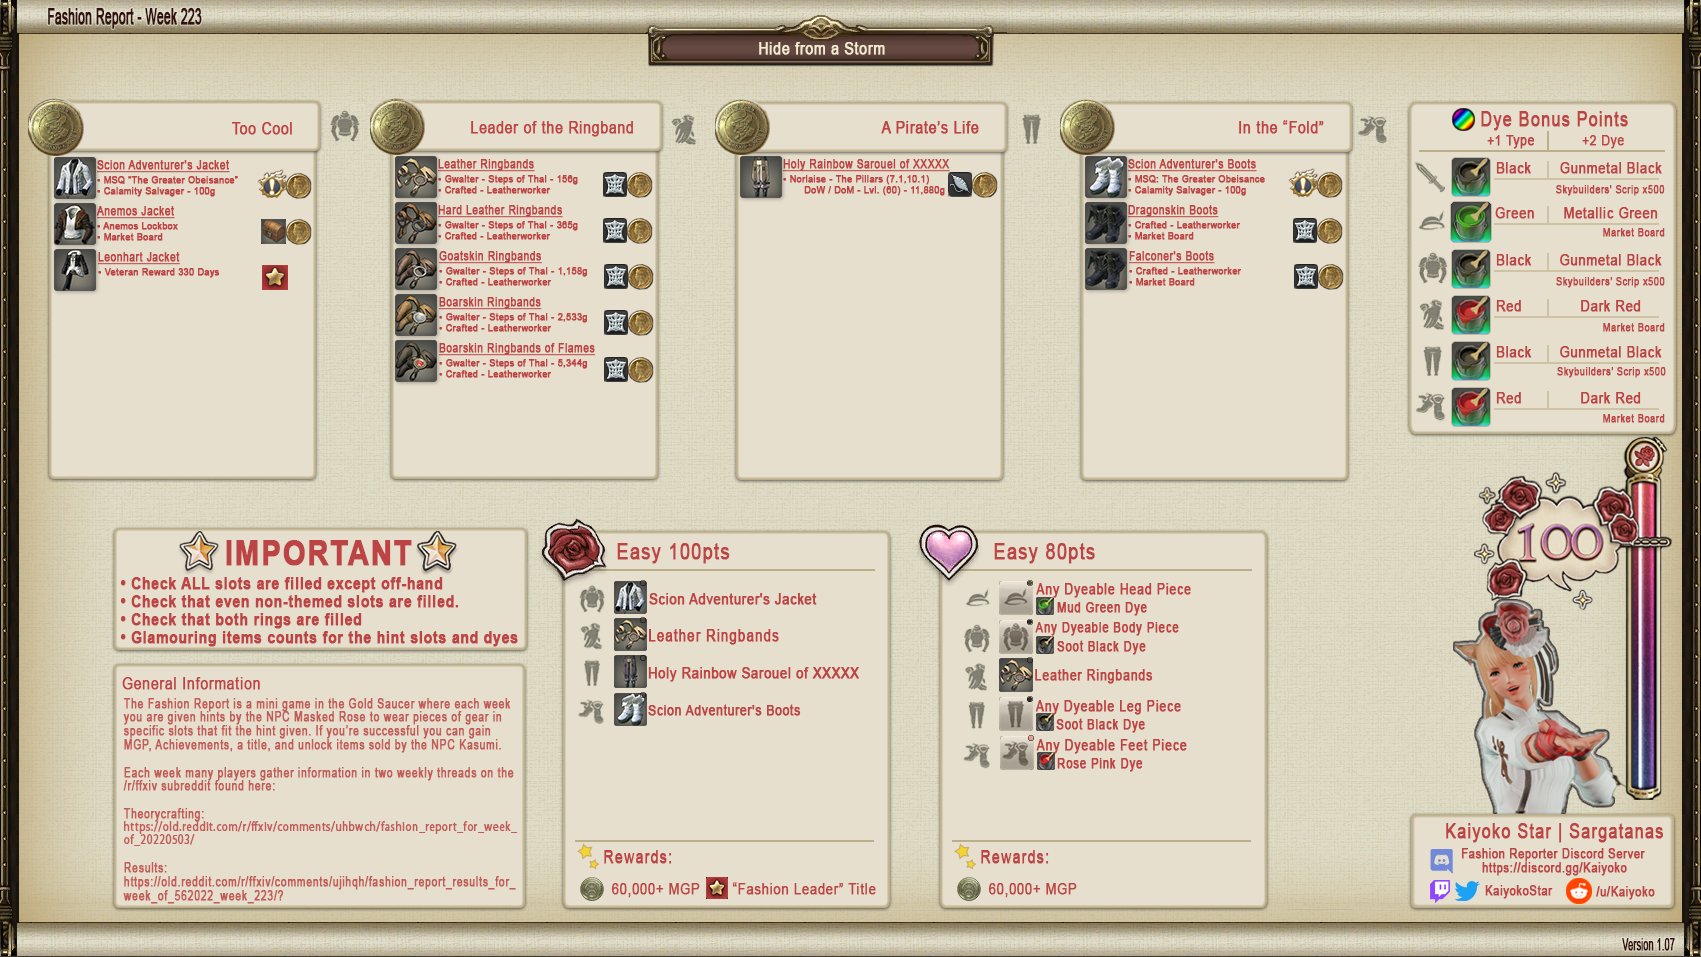 Fashion Report - Week 223
Hide from a Storm
Too Cool
Scion Adventurer's Jacket
• MSQ "The Greater Obeisance"
• Calamity Salvager - 100g
Anemos Jacket
• Anemos Lockbox
• Market Board
Leonhart Jacket
• Veteran Reward 330 Days
Leader of the Ringband
Leather Ringbands
• Gwalter - Steps of Thal - 156g
• Crafted - Leatherworker
Hard Leather Ringbands
• Gwalter - Steps of Thal - 365g
• Crafted - Leatherworker
Goatskin Ringbands
• Gwalter - Steps of Thal - 1,158g
• Crafted - Leatherworker
Boarskin Ringbands
• Gwalter - Steps of Thal - 2,533g
• Crafted - Leatherworker
Boarskin Ringbands of Flames
• Gwalter - Steps of Thal - 5,344g
• Crafted - Leatherworker
A Pirate's Life
Holy Rainbow Sarouel of XXXXX
• Norlaise - The Pillars (7.1,10.1)
DoW / DoM - Lvl. (60) - 11,880g
In the "Fold"
Scion Adventurer's Boots
• MSQ: The Greater Obeisance
• Calamity Salvager - 100g
Dragonskin Boots
• Crafted - Leatherworker
• Market Board
Falconer's Boots
• Crafted - Leatherworker
• Market Board
Dye Bonus Points
+1 Type +2 Dye
Black Gunmetal Black
Skybuilders' Scrip x500
Green Metallic Green
Market Board
Black Gunmetal Black
Skybuilders' Scrip x500
Red Dark Red
Market Board
Black Gunmetal Black
Skybuilders' Scrip x500
Red Dark Red
Market Board
IMPORTANT
• Check ALL slots are filled except off-hand
• Check that even non-themed slots are filled.
• Check that both rings are filled
• Glamouring items counts for the hint slots and dyes
General Information
The Fashion Report is a mini game in the Gold Saucer where each week
you are given hints by the NPC Masked Rose to wear pieces of gear in
specific slots that fit the hint given. If you're successful you can gain
MGP, Achievements, a title, and unlock items sold by the NPC Kasumi.
Each week many players gather information in two weekly threads on the
/r/ffxiv subreddit found here:
Theorycrafting:
https://old.reddit.com/r/ffxiv/comments/uhbwch/fashion_report_for_week_
of_20220503/
Results:
https://old.reddit.com/r/ffxiv/comments/ujihqh/fashion_report_results_for_
week_of_562022_week_223/?
Easy 100pts
Scion Adventurer's Jacket
Leather Ringbands
Holy Rainbow Sarouel of XXXXX
Scion Adventurer's Boots
Rewards:
60,000+ MGP "Fashion Leader" Title
Easy 80pts
Any Dyeable Head Piece
Mud Green Dye
Any Dyeable Body Piece
Soot Black Dye
Leather Ringbands
Any Dyeable Leg Piece
Soot Black Dye
Any Dyeable Feet Piece
Rose Pink Dye
Rewards:
60,000+ MGP
100
Kaiyoko Star | Sargatanas
Fashion Reporter Discord Server
https://discord.gg/Kaiyoko
KaiyokoStar /u/Kaiyoko
Version 1.07